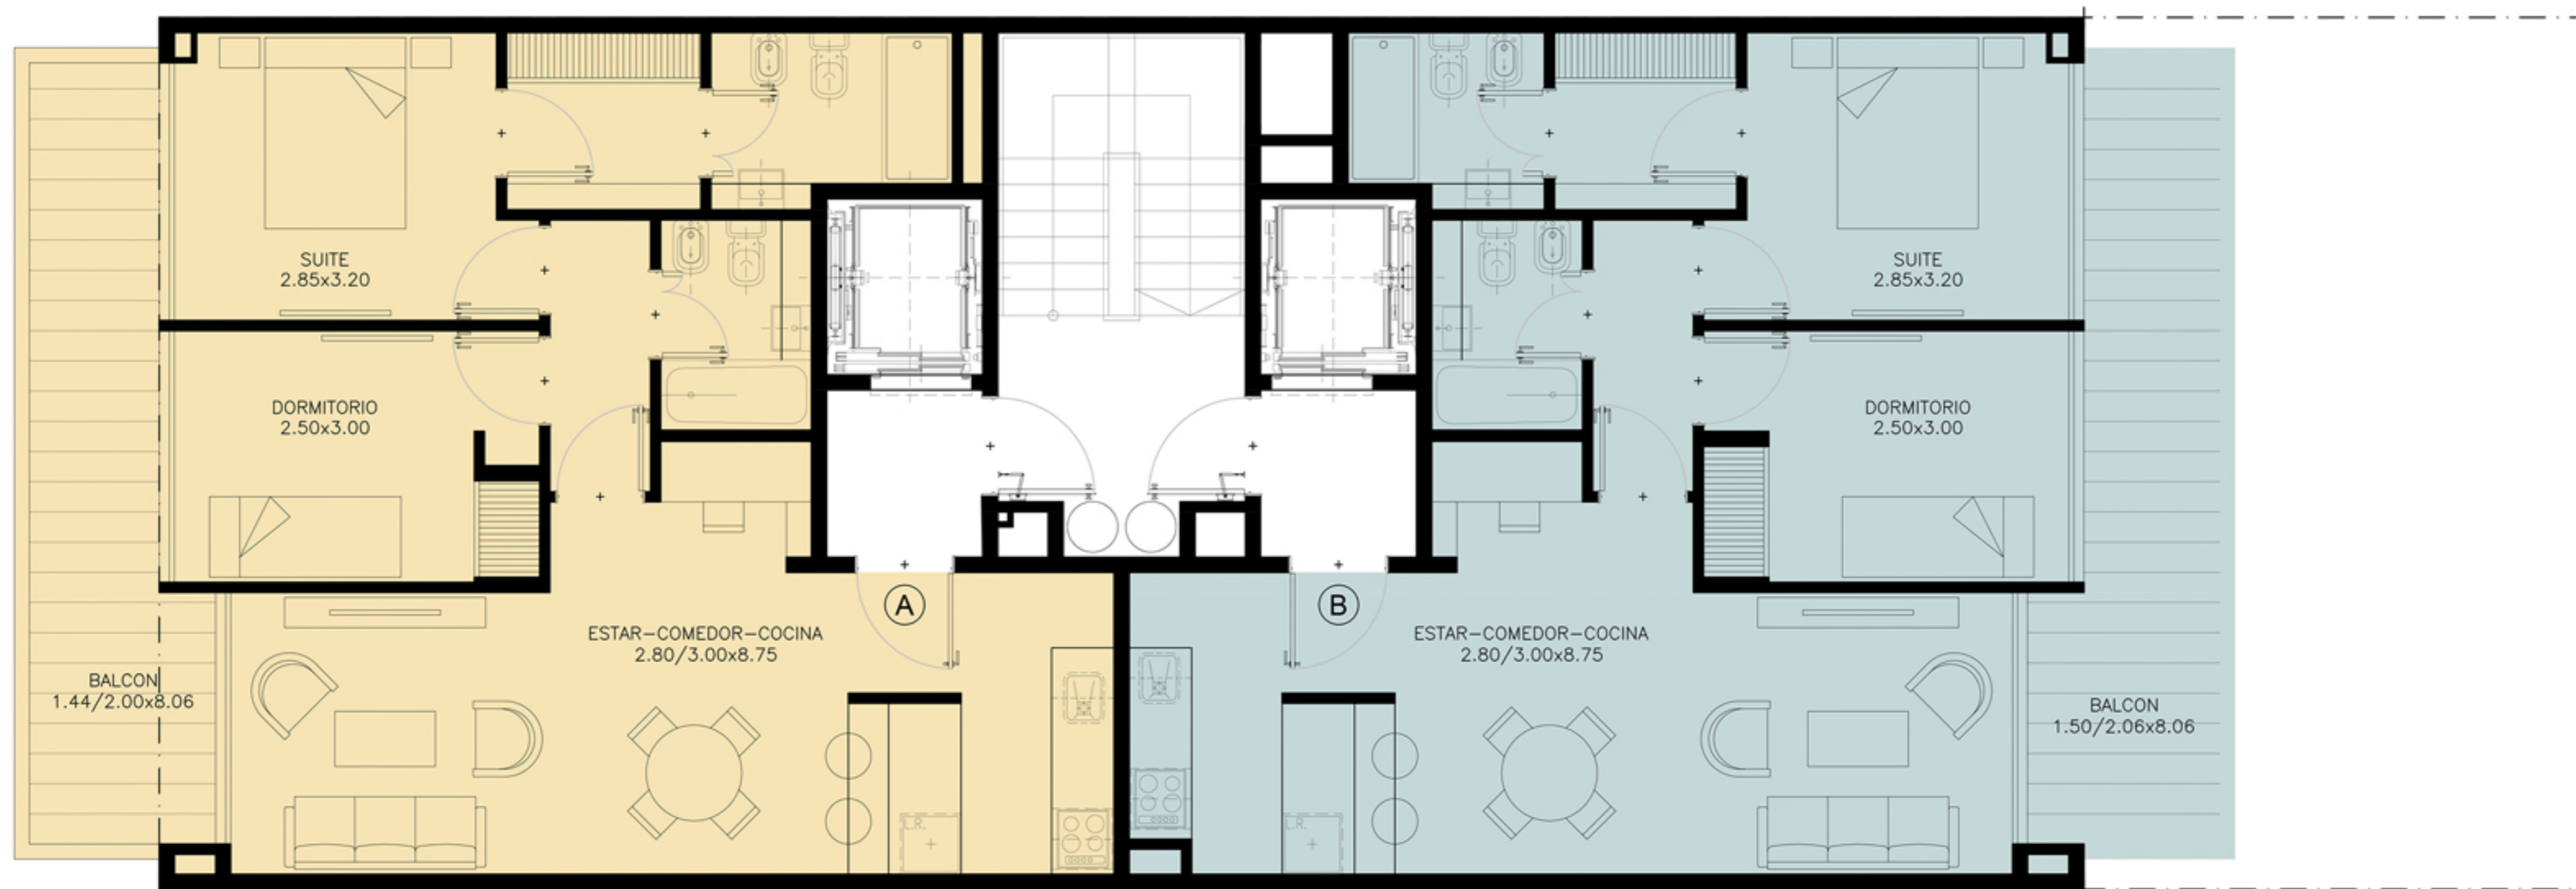 SUITE
2.85x3.20
SUITE
2.85x3.20
DORMITORIO
2.50x3.00
DORMITORIO
2.50x3.00
A
B
ESTAR-COMEDOR-COCINA
2.80/3.00x8.75
ESTAR-COMEDOR-COCINA
2.80/3.00x8.75
BALCON
1.44/2.00x8.06
BALCON
1.50/2.06x8.06
R.
R.